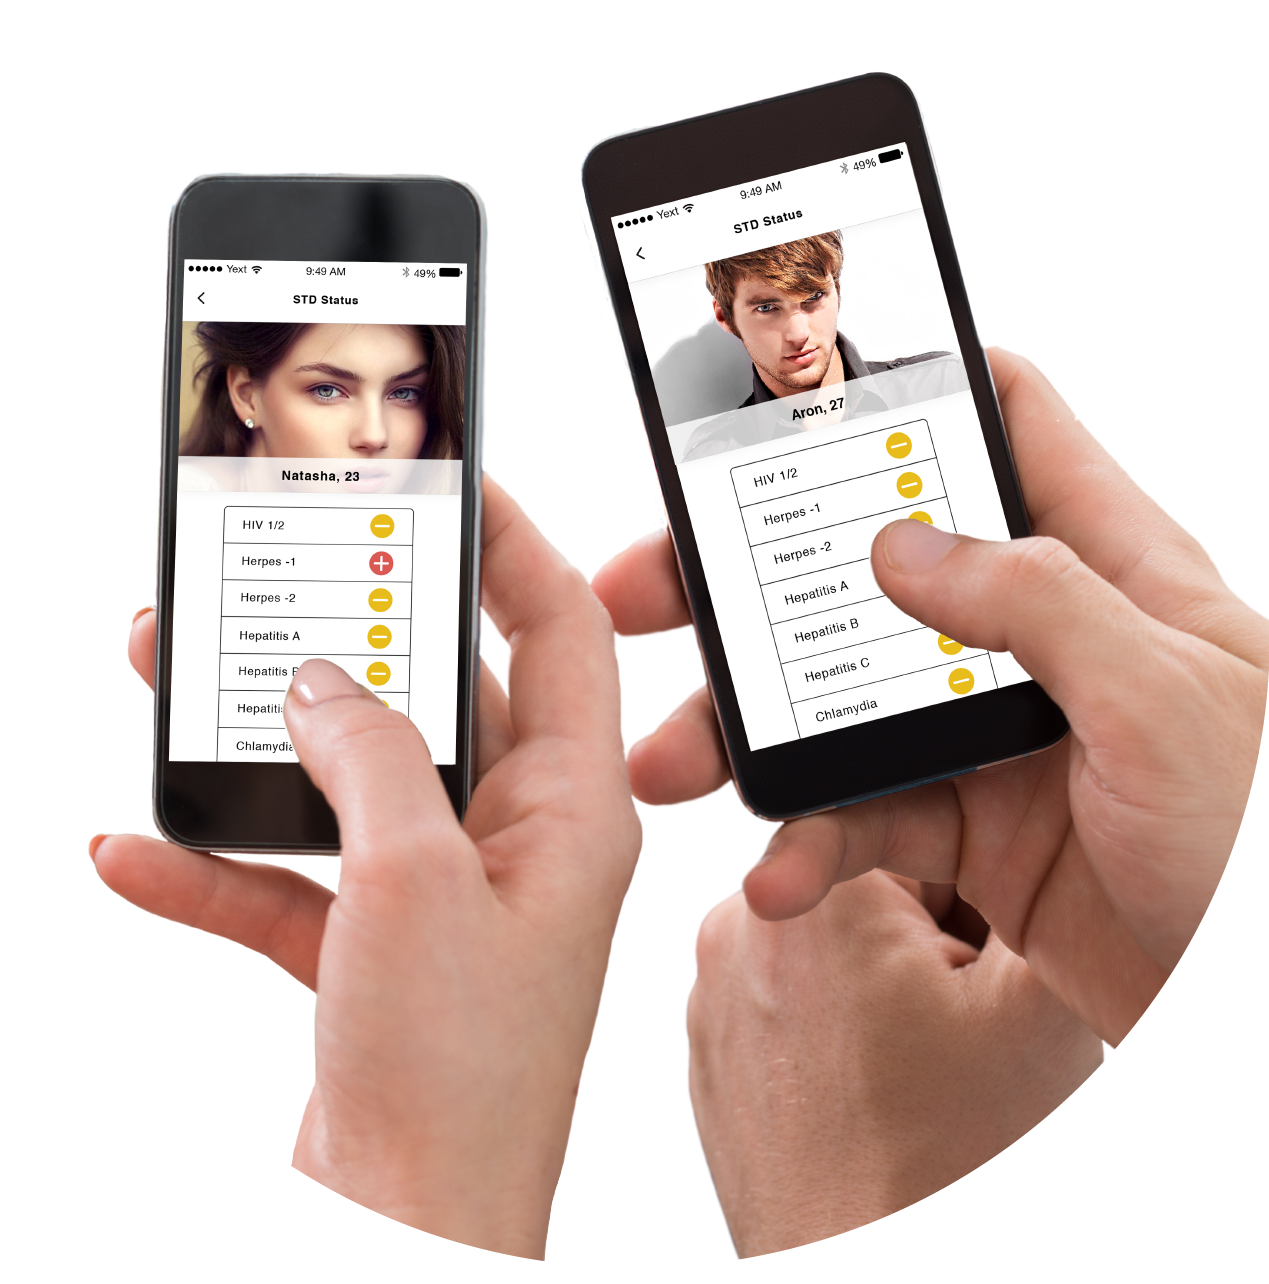 Yext 9:49 AM 49%
STD Status
Natasha, 23
HIV 1/2
Herpes -1
Herpes -2
Hepatitis A
Hepatitis
Hepatiti
Chlamydia
Yext 9:49 AM 49%
STD Status
Aron, 27
HIV 1/2
Herpes -1
Herpes -2
Hepatitis A
Hepatitis B
Hepatitis C
Chlamydia